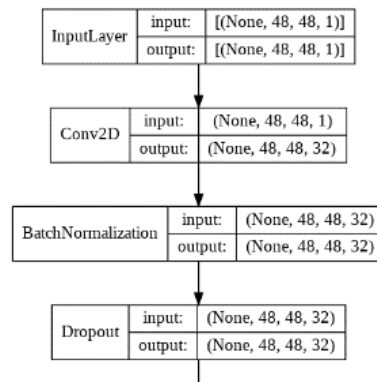 InputLayer input: [(None, 48, 48, 1)]
output: [(None, 48, 48, 1)]
Conv2D input: (None, 48, 48, 1)
output: (None, 48, 48, 32)
BatchNormalization input: (None, 48, 48, 32)
output: (None, 48, 48, 32)
Dropout input: (None, 48, 48, 32)
output: (None, 48, 48, 32)